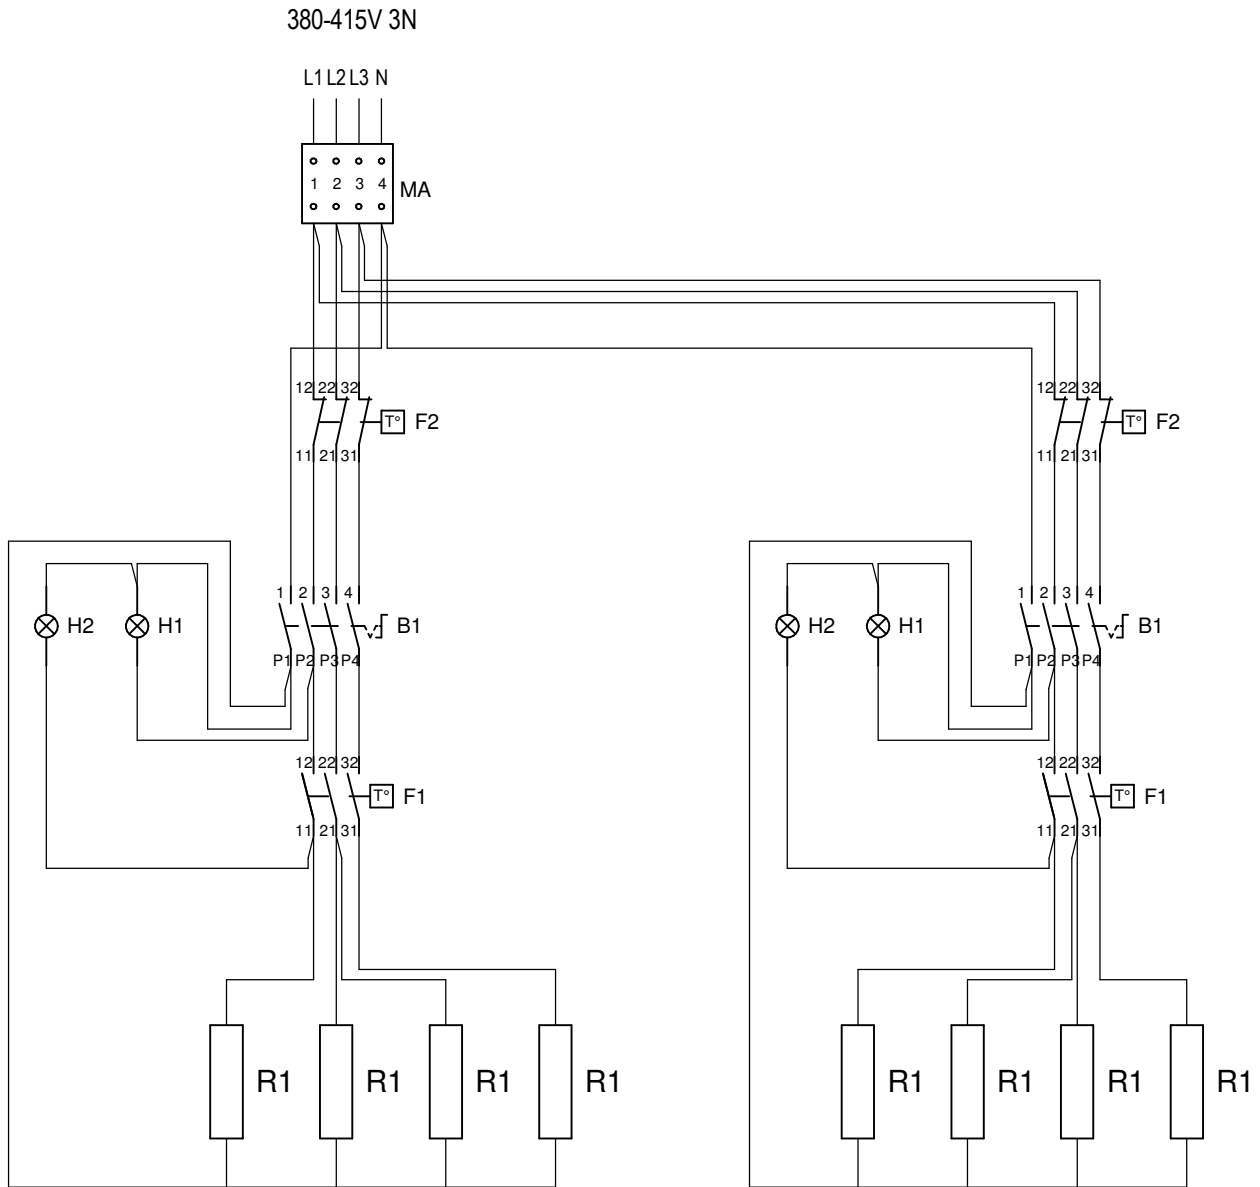 380-415V 3N
L1 L2 L3 N
1 2 3 4 MA
12 22 32 12 22 32
T° F2 T° F2
11 21 31 11 21 31
1 2 3 4 1 2 3 4
H2 H1 B1 H2 H1 B1
P1 P2 P3 P4 P1 P2 P3 P4
12 22 32 12 22 32
T° F1 T° F1
11 21 31 11 21 31
R1 R1 R1 R1 R1 R1 R1 R1